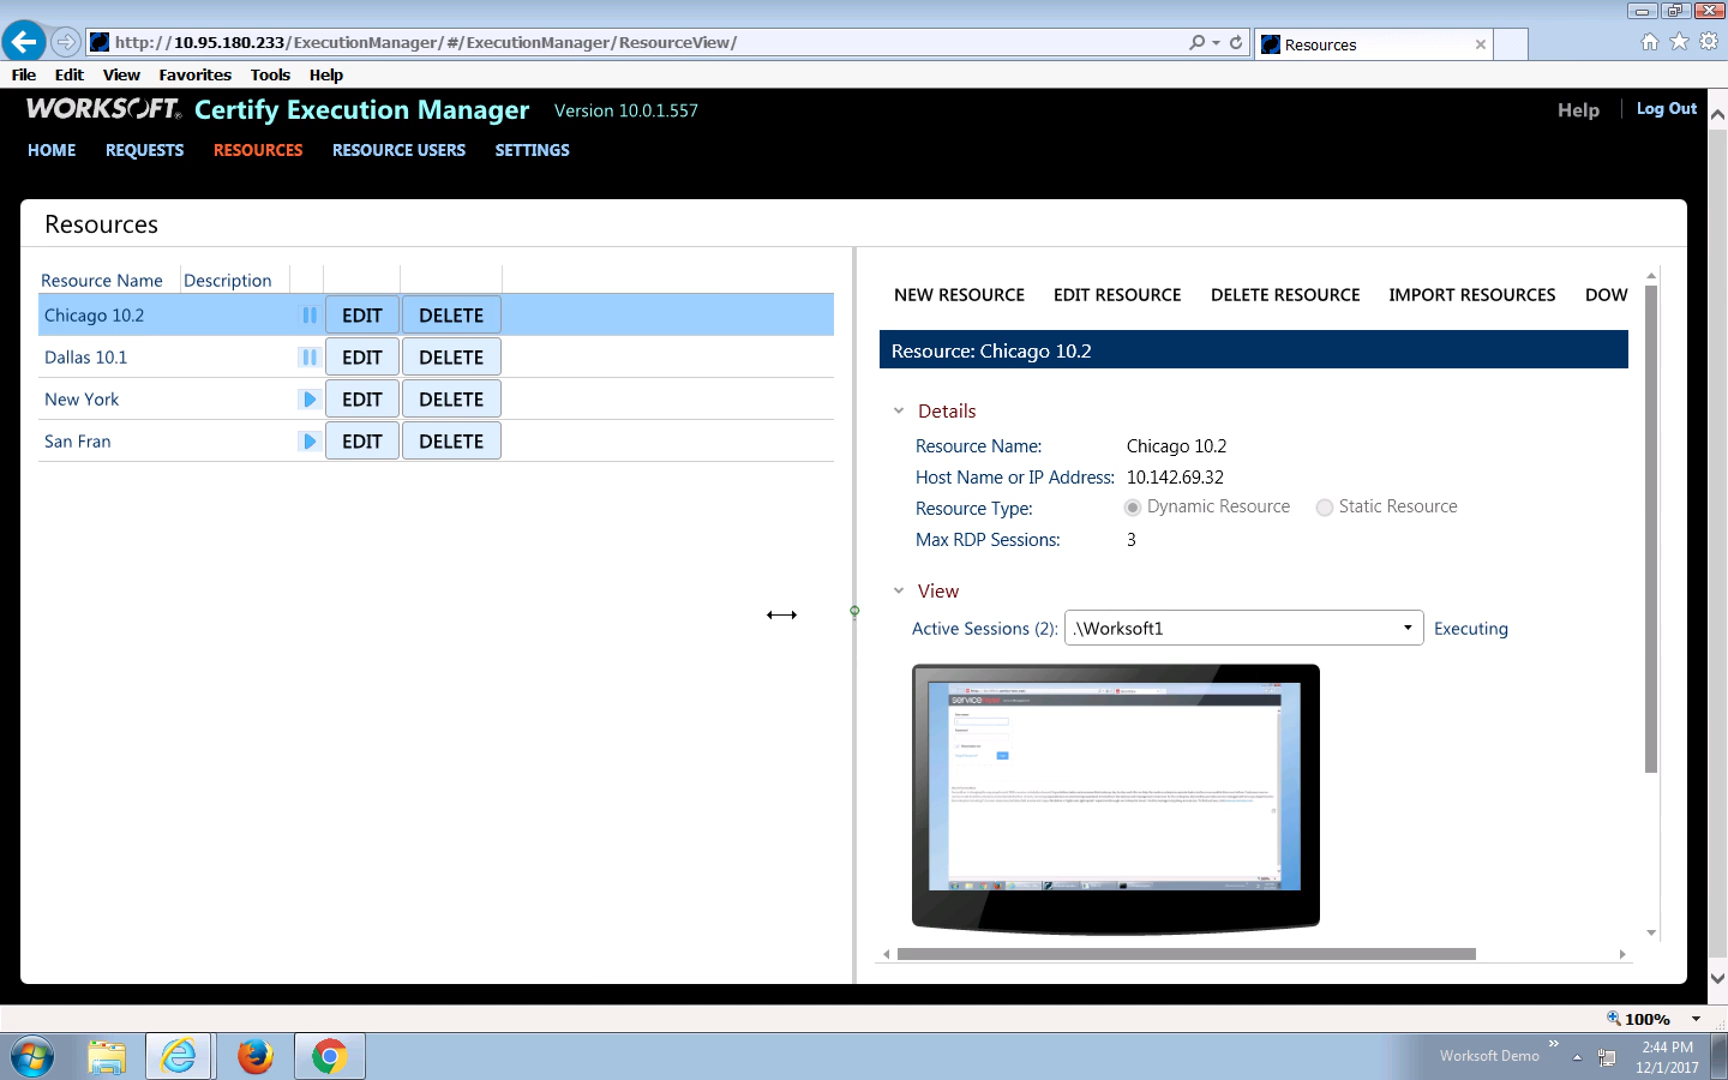 http://10.95.180.233/ExecutionManager/#/ExecutionManager/ResourceView/
Resources
File Edit View Favorites Tools Help
WORKSOFT® Certify Execution Manager Version 10.0.1.557
Help Log Out
HOME REQUESTS RESOURCES RESOURCE USERS SETTINGS
Resources
Resource Name Description
Chicago 10.2 EDIT DELETE
Dallas 10.1 EDIT DELETE
New York EDIT DELETE
San Fran EDIT DELETE
NEW RESOURCE EDIT RESOURCE DELETE RESOURCE IMPORT RESOURCES DOW
Resource: Chicago 10.2
Details
Resource Name: Chicago 10.2
Host Name or IP Address: 10.142.69.32
Resource Type: Dynamic Resource Static Resource
Max RDP Sessions: 3
View
Active Sessions (2): .\Worksoft1 Executing
servicenow
100%
Worksoft Demo
2:44 PM
12/1/2017